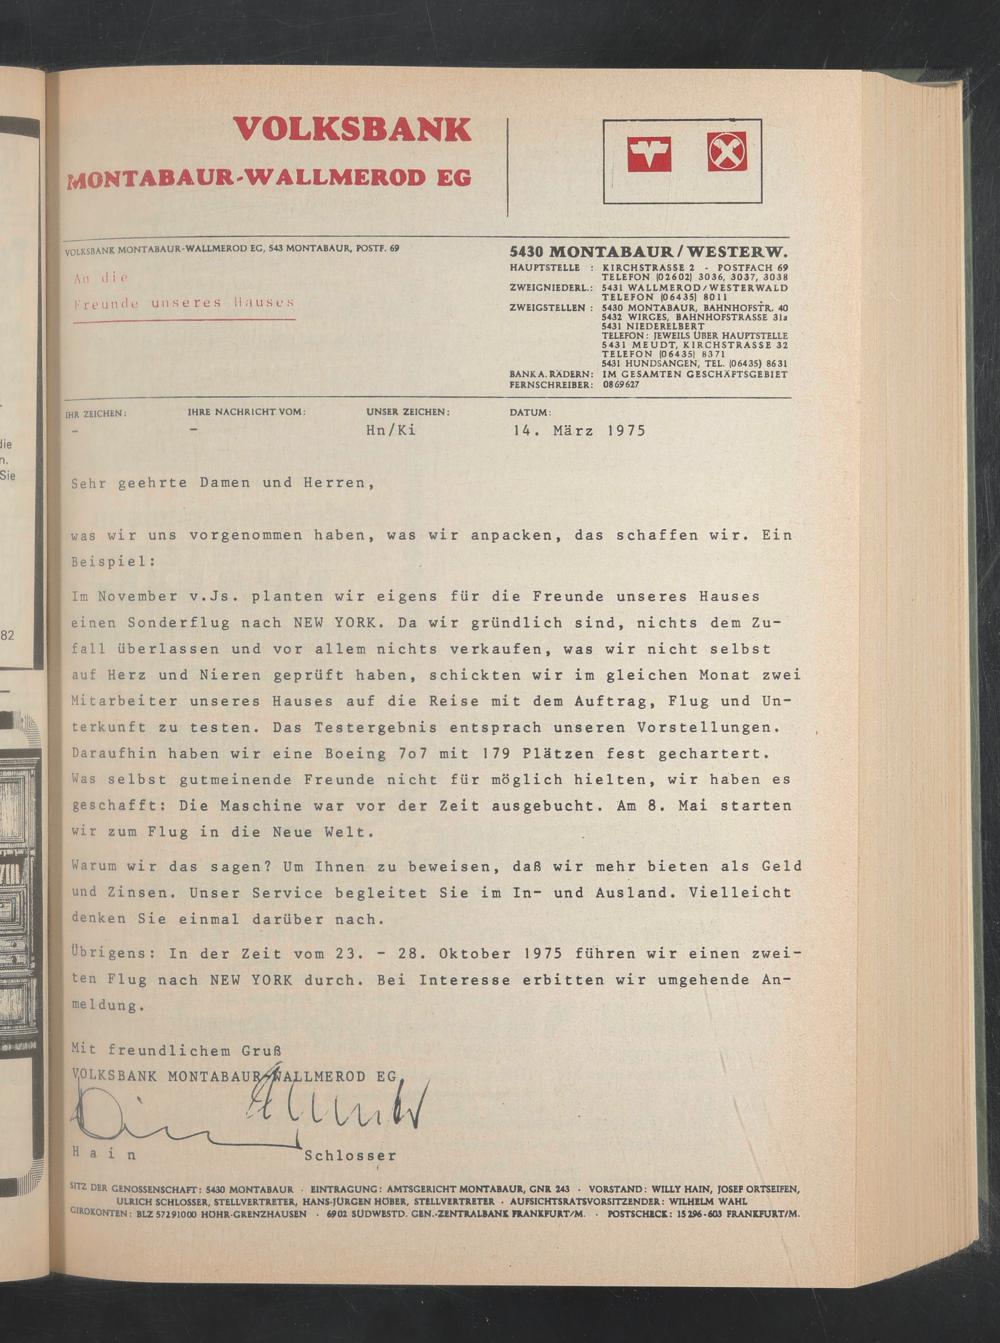 VOLKSBANK
MONTABAUR-WALLMEROD EG
VOLKSBANK MONTABAUR-WALLMEROD EG, 543 MONTABAUR, POSTF. 69
An die
Freunde unseres Hauses
5430 MONTABAUR/WESTERW.
HAUPTSTELLE : KIRCHSTRASSE 2 - POSTFACH 69
TELEFON (02602) 3036, 3037, 3038
ZWEIGNIEDERL.: 5431 WALLMEROD/WESTERWALD
TELEFON (06435) 8011
ZWEIGSTELLEN : 5430 MONTABAUR, BAHNHOFSTR. 40
5432 WIRGES, BAHNHOFSTRASSE 31a
5431 NIEDERELBERT
TELEFON: JEWEILS ÜBER HAUPTSTELLE
5431 MEUDT, KIRCHSTRASSE 32
TELEFON (06435) 8371
5431 HUNDSANGEN, TEL. (06435) 8631
BANK A. RÄDERN: IM GESAMTEN GESCHÄFTSGEBIET
FERNSCHREIBER: 0869627
IHR ZEICHEN: IHRE NACHRICHT VOM: UNSER ZEICHEN: DATUM:
- - Hn/Ki 14. März 1975
Sehr geehrte Damen und Herren,
was wir uns vorgenommen haben, was wir anpacken, das schaffen wir. Ein
Beispiel:
Im November v.Js. planten wir eigens für die Freunde unseres Hauses
einen Sonderflug nach NEW YORK. Da wir gründlich sind, nichts dem Zu-
fall überlassen und vor allem nichts verkaufen, was wir nicht selbst
auf Herz und Nieren geprüft haben, schickten wir im gleichen Monat zwei
Mitarbeiter unseres Hauses auf die Reise mit dem Auftrag, Flug und Un-
terkunft zu testen. Das Testergebnis entsprach unseren Vorstellungen.
Daraufhin haben wir eine Boeing 7o7 mit 179 Plätzen fest gechartert.
Was selbst gutmeinende Freunde nicht für möglich hielten, wir haben es
geschafft: Die Maschine war vor der Zeit ausgebucht. Am 8. Mai starten
wir zum Flug in die Neue Welt.
Warum wir das sagen? Um Ihnen zu beweisen, daß wir mehr bieten als Geld
und Zinsen. Unser Service begleitet Sie im In- und Ausland. Vielleicht
denken Sie einmal darüber nach.
Übrigens: In der Zeit vom 23. - 28. Oktober 1975 führen wir einen zwei-
ten Flug nach NEW YORK durch. Bei Interesse erbitten wir umgehende An-
meldung.
Mit freundlichem Gruß
VOLKSBANK MONTABAUR-WALLMEROD EG
Hain Schlosser
SITZ DER GENOSSENSCHAFT: 5430 MONTABAUR · EINTRAGUNG: AMTSGERICHT MONTABAUR, GNR 243 · VORSTAND: WILLY HAIN, JOSEF ORTSEIFEN,
ULRICH SCHLOSSER, STELLVERTRETER, HANS-JÜRGEN HÖBER, STELLVERTRETER · AUFSICHTSRATSVORSITZENDER: WILHELM WAHL
GIROKONTEN: BLZ 57291000 HÖHR-GRENZHAUSEN · 6902 SÜDWESTD. GEN.-ZENTRALBANK FRANKFURT/M. · POSTSCHECK: 15296-603 FRANKFURT/M.
die
n.
Sie
82